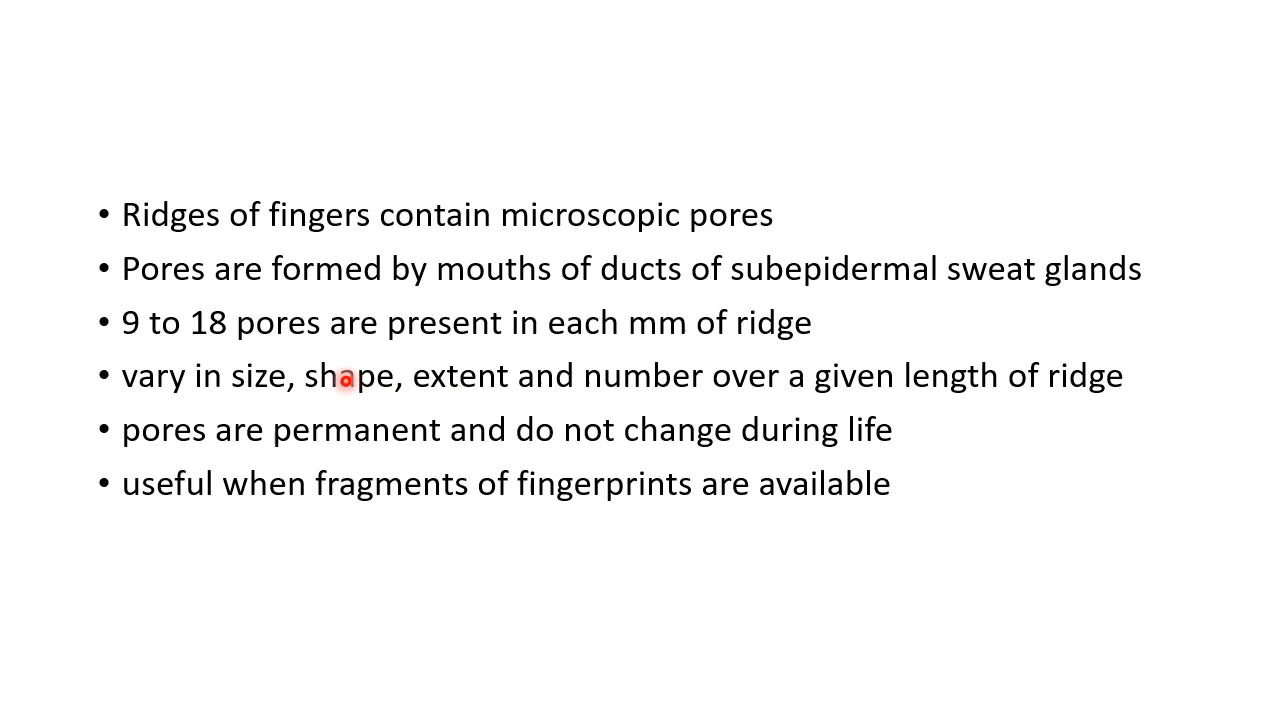 • Ridges of fingers contain microscopic pores
• Pores are formed by mouths of ducts of subepidermal sweat glands
• 9 to 18 pores are present in each mm of ridge
• vary in size, shape, extent and number over a given length of ridge
• pores are permanent and do not change during life
• useful when fragments of fingerprints are available